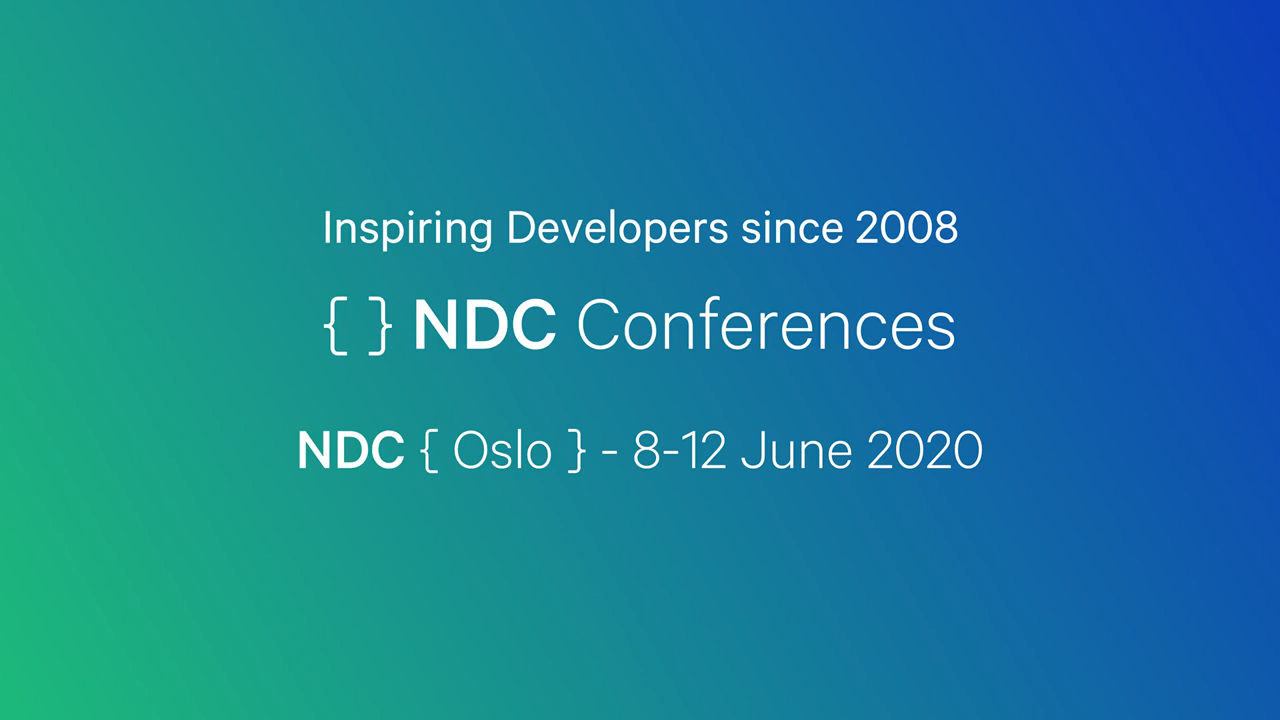 Inspiring Developers since 2008
{ } NDC Conferences
NDC { Oslo } - 8-12 June 2020